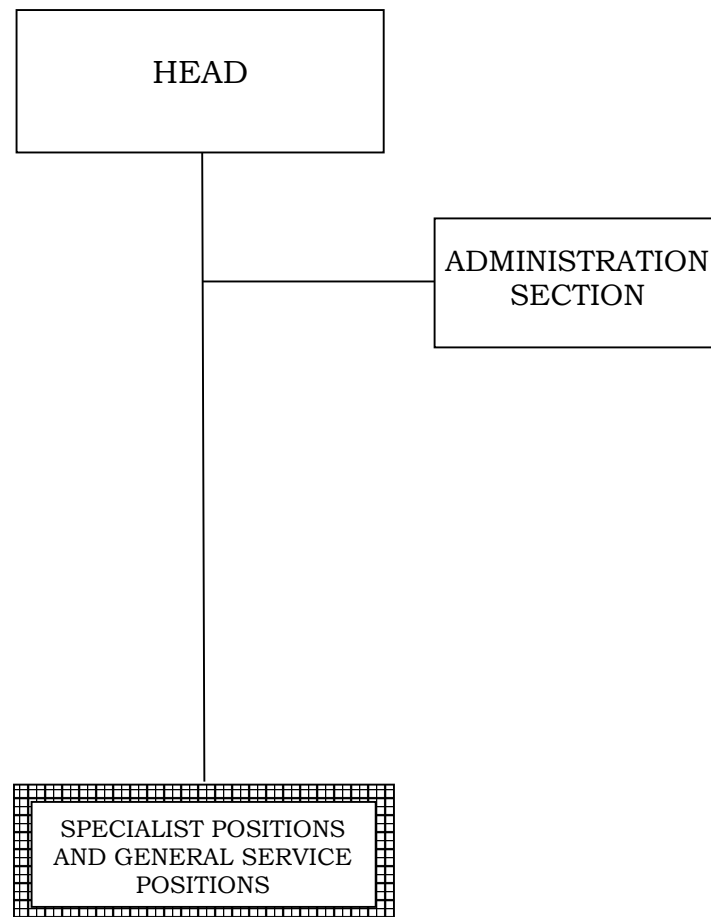 HEAD
ADMINISTRATION
SECTION
SPECIALIST POSITIONS
AND GENERAL SERVICE
POSITIONS